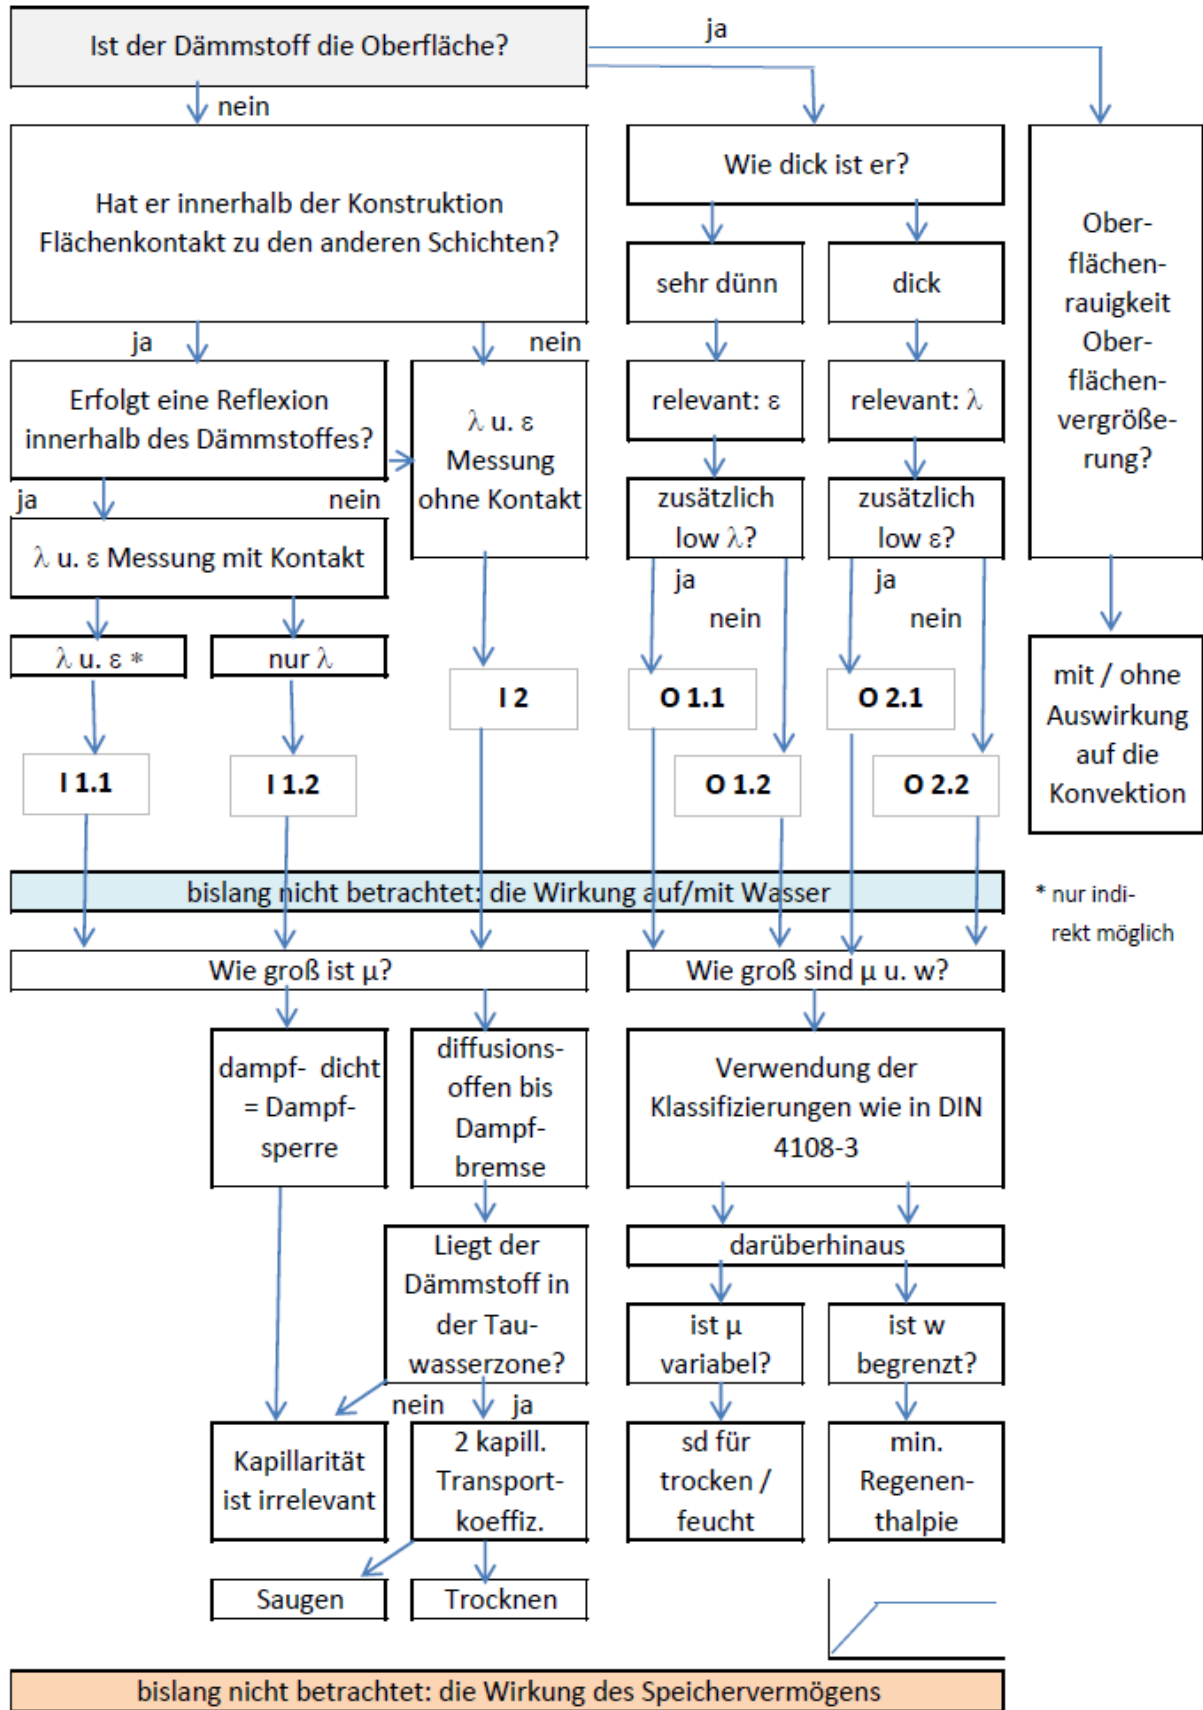 Ist der Dämmstoff die Oberfläche?
ja
nein
Hat er innerhalb der Konstruktion
Flächenkontakt zu den anderen Schichten?
Wie dick ist er?
sehr dünn
dick
Ober-
flächen-
rauigkeit
Ober-
flächen-
vergröße-
rung?
ja
nein
Erfolgt eine Reflexion
innerhalb des Dämmstoffes?
λ u. ε
Messung
ohne Kontakt
relevant: ε
relevant: λ
ja
nein
zusätzlich
low λ?
zusätzlich
low ε?
λ u. ε Messung mit Kontakt
ja
nein
ja
nein
λ u. ε *
nur λ
I 2
O 1.1
O 2.1
mit / ohne
Auswirkung
auf die
Konvektion
I 1.1
I 1.2
O 1.2
O 2.2
bislang nicht betrachtet: die Wirkung auf/mit Wasser
* nur indi-
rekt möglich
Wie groß ist µ?
Wie groß sind µ u. w?
dampf- dicht
= Dampf-
sperre
diffusions-
offen bis
Dampf-
bremse
Verwendung der
Klassifizierungen wie in DIN
4108-3
Liegt der
Dämmstoff in
der Tau-
wasserzone?
darüberhinaus
ist µ
variabel?
ist w
begrenzt?
nein
ja
Kapillarität
ist irrelevant
2 kapill.
Transport-
koeffiz.
sd für
trocken /
feucht
min.
Regenen-
thalpie
Saugen
Trocknen
bislang nicht betrachtet: die Wirkung des Speichervermögens